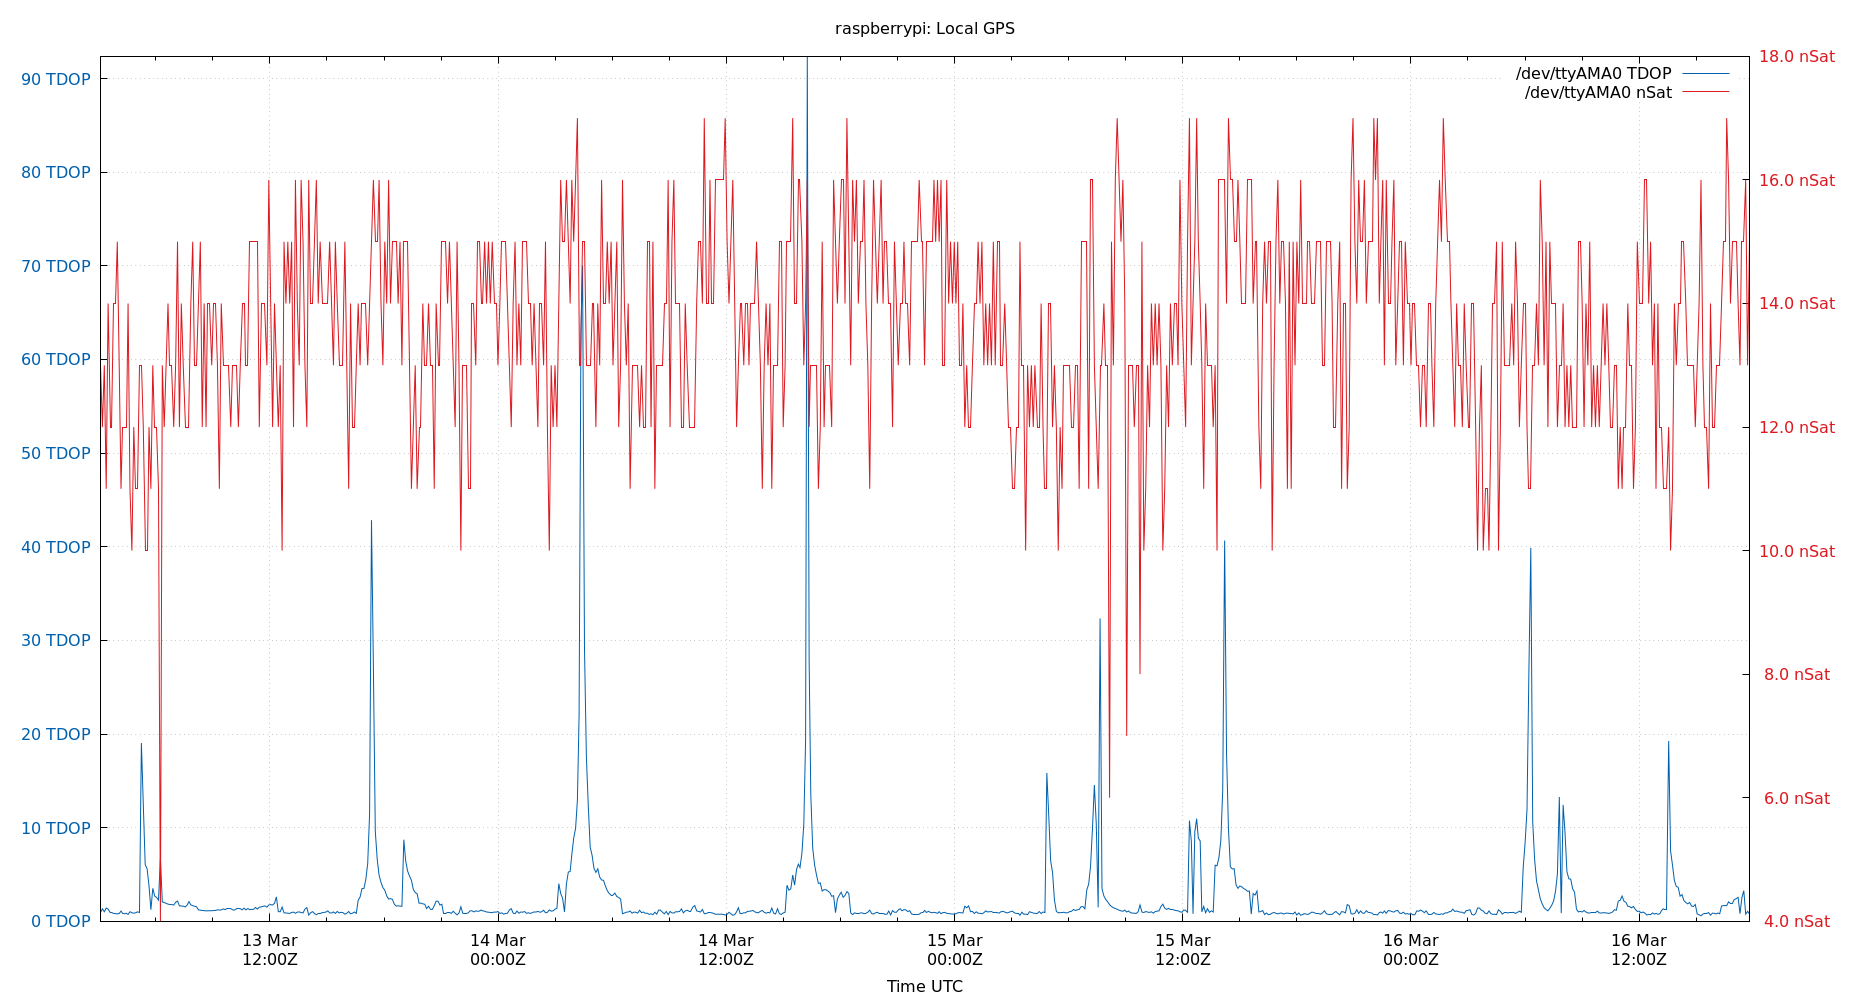 raspberrypi: Local GPS
/dev/ttyAMA0 TDOP
/dev/ttyAMA0 nSat
90 TDOP
80 TDOP
70 TDOP
60 TDOP
50 TDOP
40 TDOP
30 TDOP
20 TDOP
10 TDOP
0 TDOP
18.0 nSat
16.0 nSat
14.0 nSat
12.0 nSat
10.0 nSat
8.0 nSat
6.0 nSat
4.0 nSat
13 Mar
12:00Z
14 Mar
00:00Z
14 Mar
12:00Z
15 Mar
00:00Z
15 Mar
12:00Z
16 Mar
00:00Z
16 Mar
12:00Z
Time UTC